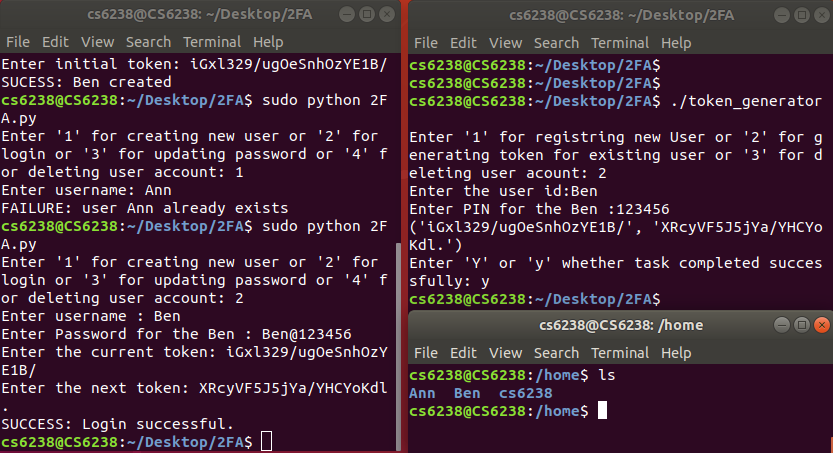 cs6238@CS6238: ~/Desktop/2FA
File Edit View Search Terminal Help
Enter initial token: iGxl329/ugOeSnhOzYE1B/
SUCESS: Ben created
cs6238@CS6238:~/Desktop/2FA$ sudo python 2F
A.py
Enter '1' for creating new user or '2' for
login or '3' for updating password or '4' f
or deleting user account: 1
Enter username: Ann
FAILURE: user Ann already exists
cs6238@CS6238:~/Desktop/2FA$ sudo python 2F
A.py
Enter '1' for creating new user or '2' for
login or '3' for updating password or '4' f
or deleting user account: 2
Enter username : Ben
Enter Password for the Ben : Ben@123456
Enter the current token: iGxl329/ugOeSnhOzY
E1B/
Enter the next token: XRcyVF5J5jYa/YHCYoKdl
.
SUCCESS: Login successful.
cs6238@CS6238:~/Desktop/2FA$
cs6238@CS6238: ~/Desktop/2FA
File Edit View Search Terminal Help
cs6238@CS6238:~/Desktop/2FA$
cs6238@CS6238:~/Desktop/2FA$
cs6238@CS6238:~/Desktop/2FA$ ./token_generator
Enter '1' for registring new User or '2' for g
enerating token for existing user or '3' for d
eleting user acount: 2
Enter the user id:Ben
Enter PIN for the Ben :123456
('iGxl329/ugOeSnhOzYE1B/', 'XRcyVF5J5jYa/YHCYo
Kdl.')
Enter 'Y' or 'y' whether task completed succes
sfully: y
cs6238@CS6238:~/Desktop/2FA$
cs6238@CS6238: /home
File Edit View Search Terminal Help
cs6238@CS6238:/home$ ls
Ann Ben cs6238
cs6238@CS6238:/home$